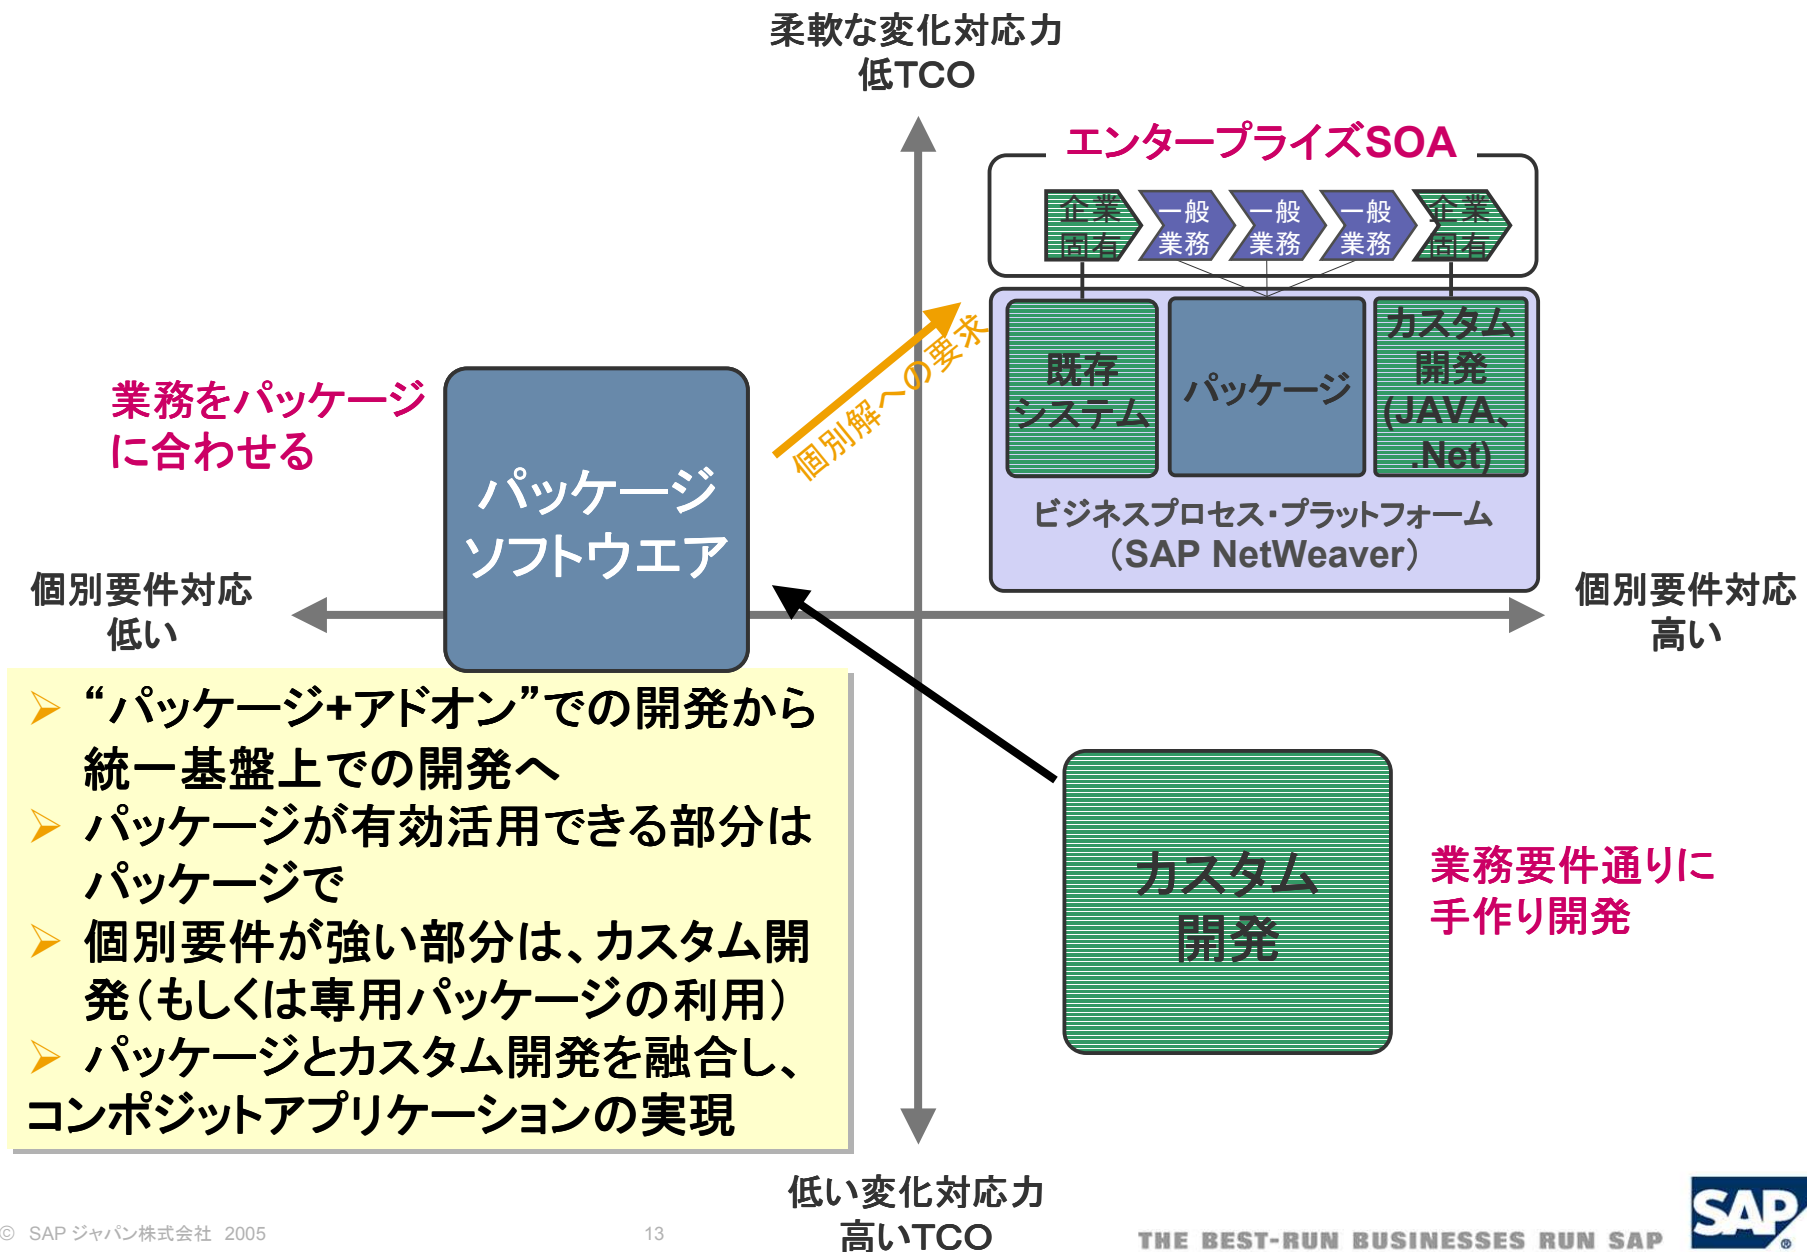 柔軟な変化対応力
低TCO
エンタープライズSOA
企業
固有
一般
業務
一般
業務
一般
業務
企業
固有
既存
システム
パッケージ
カスタム
開発
(JAVA、
.Net)
ビジネスプロセス・プラットフォーム
（SAP NetWeaver）
個別解への要求
業務をパッケージ
に合わせる
パッケージ
ソフトウエア
個別要件対応
低い
個別要件対応
高い
“パッケージ+アドオン”での開発から
統一基盤上での開発へ
パッケージが有効活用できる部分は
パッケージで
個別要件が強い部分は、カスタム開
発（もしくは専用パッケージの利用）
パッケージとカスタム開発を融合し、
コンポジットアプリケーションの実現
カスタム
開発
業務要件通りに
手作り開発
低い変化対応力
高いTCO
© SAP ジャパン株式会社 2005
13
THE BEST-RUN BUSINESSES RUN SAP
SAP ®